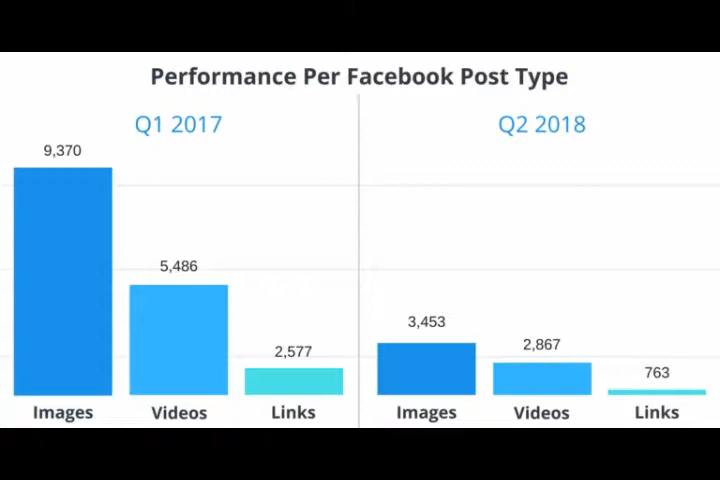 Performance Per Facebook Post Type
Q1 2017
Q2 2018
9,370
5,486
2,577
3,453
2,867
763
Images
Videos
Links
Images
Videos
Links